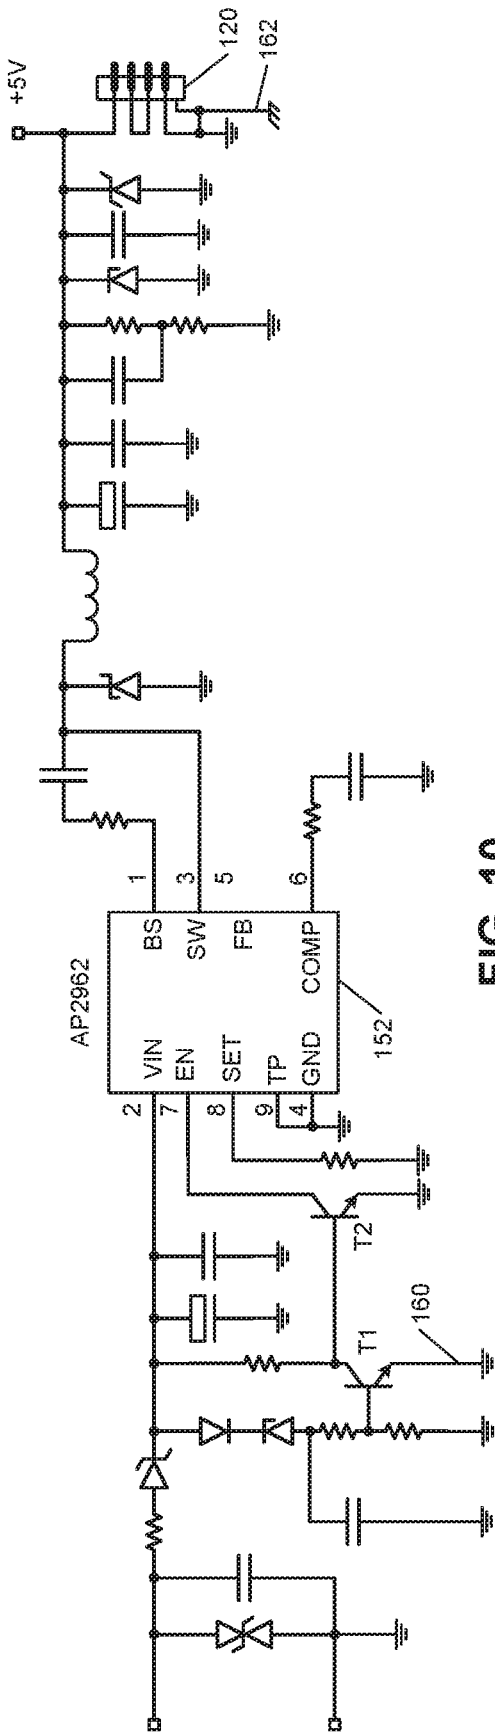 +5V
120
162
AP2962
2 VIN
BS 1
7 EN
SW 3
8 SET
FB 5
9 TP
4 GND
COMP 6
152
T2
T1
160
FIG.